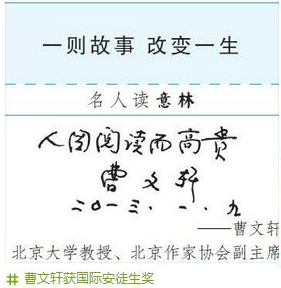 一则故事 改变一生
名人读意林
人因阅读而高贵
曹文轩
二〇一三.一.九
——曹文轩
北京大学教授、北京作家协会副主席
# 曹文轩获国际安徒生奖